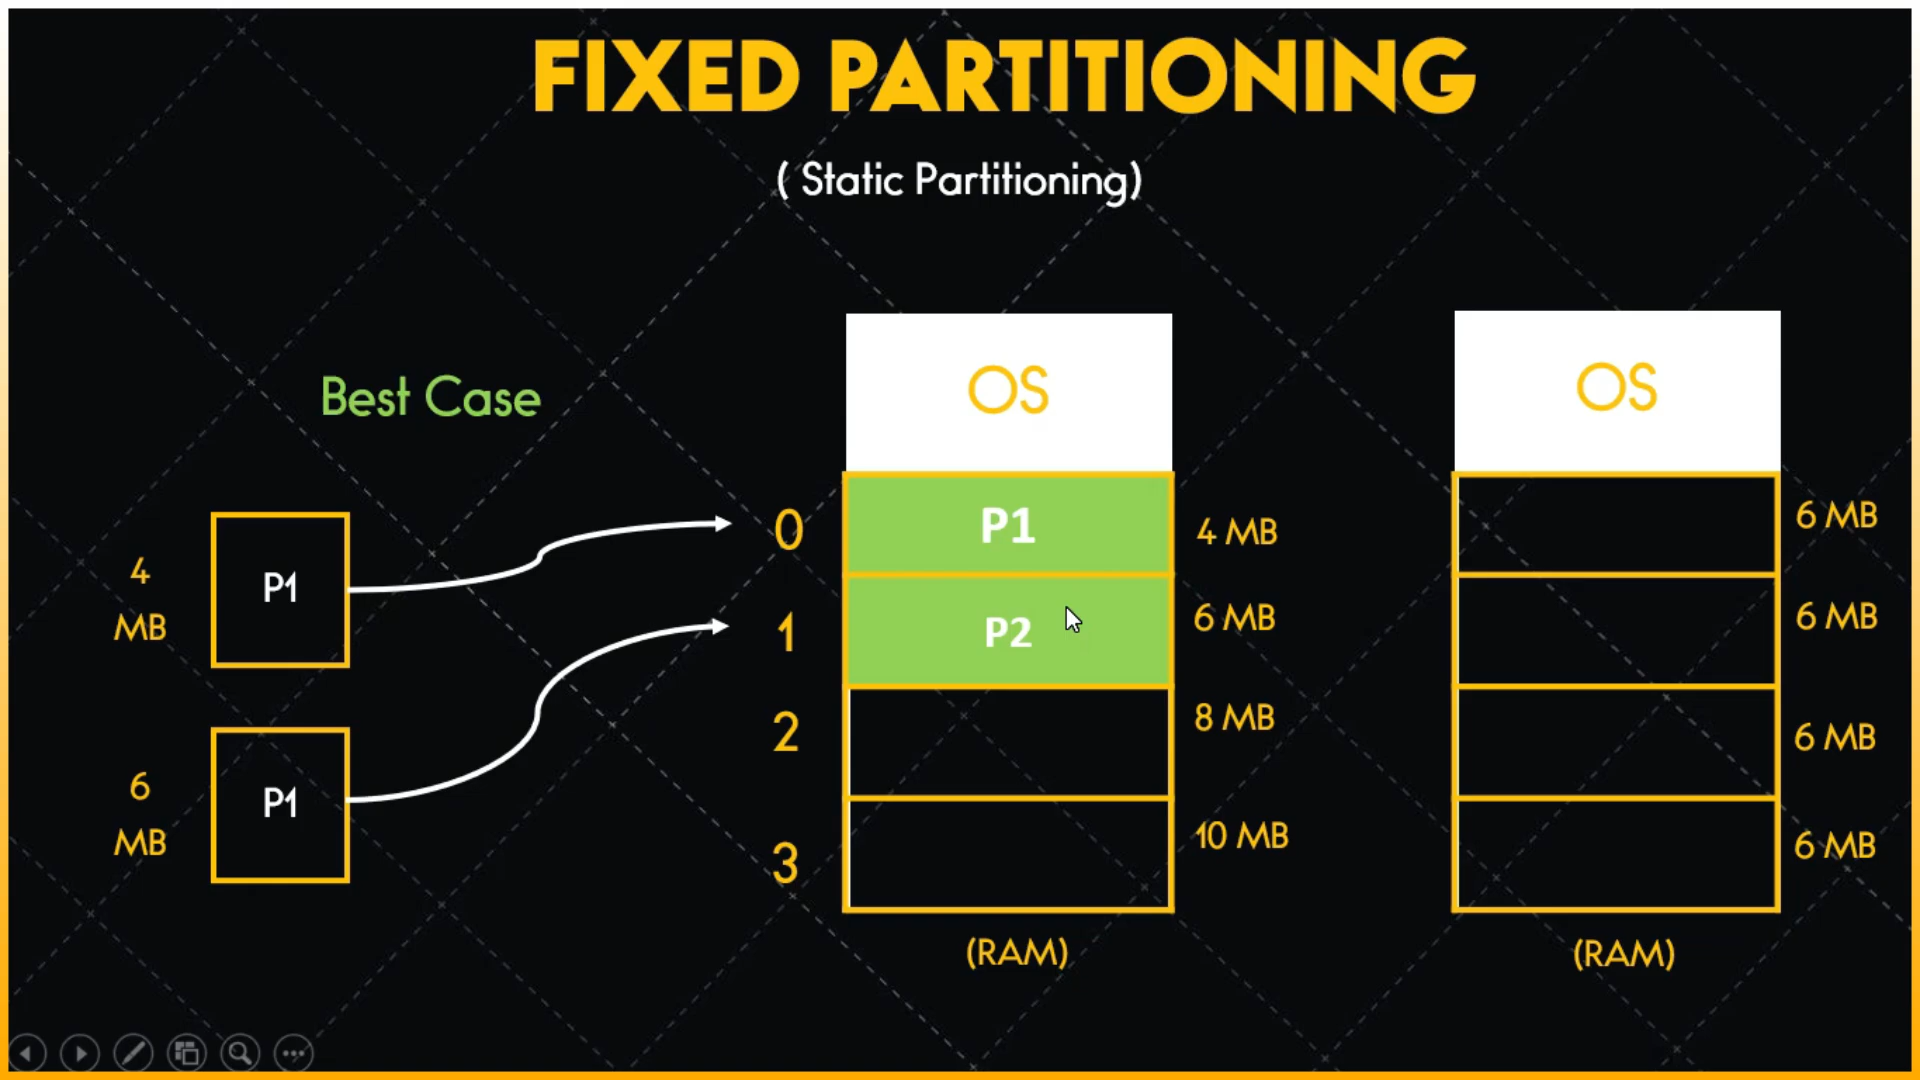 FIXED PARTITIONING
( Static Partitioning)
Best Case
4
MB
P1
6
MB
P1
0
1
2
3
OS
P1
P2
4 MB
6 MB
8 MB
10 MB
(RAM)
OS
6 MB
6 MB
6 MB
6 MB
(RAM)